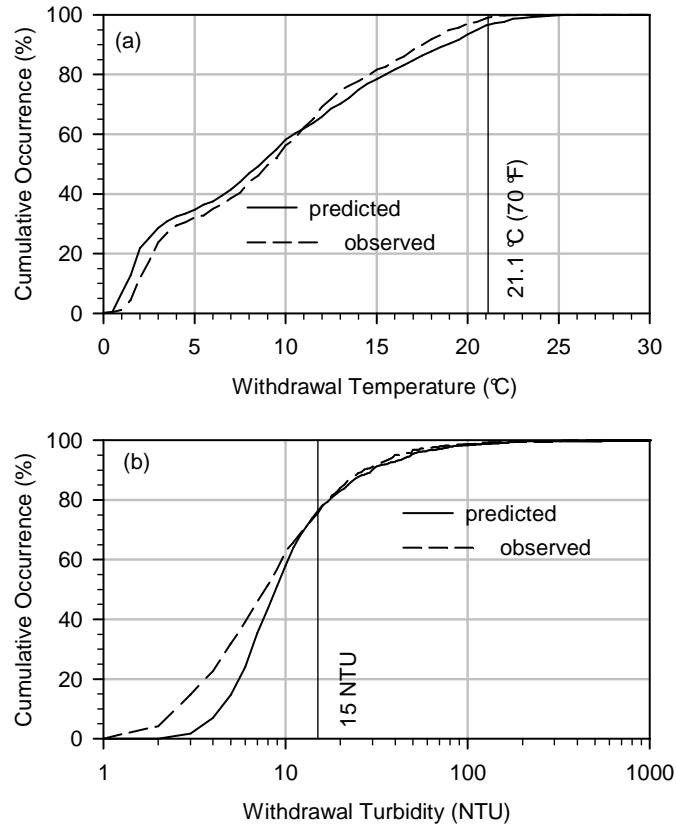 100
(a)
80
60
40
20
0
Cumulative Occurrence (%)
predicted
observed
21.1 °C (70 °F)
0 5 10 15 20 25 30
Withdrawal Temperature (°C)
100
(b)
80
60
40
20
0
Cumulative Occurrence (%)
predicted
observed
15 NTU
1 10 100 1000
Withdrawal Turbidity (NTU)